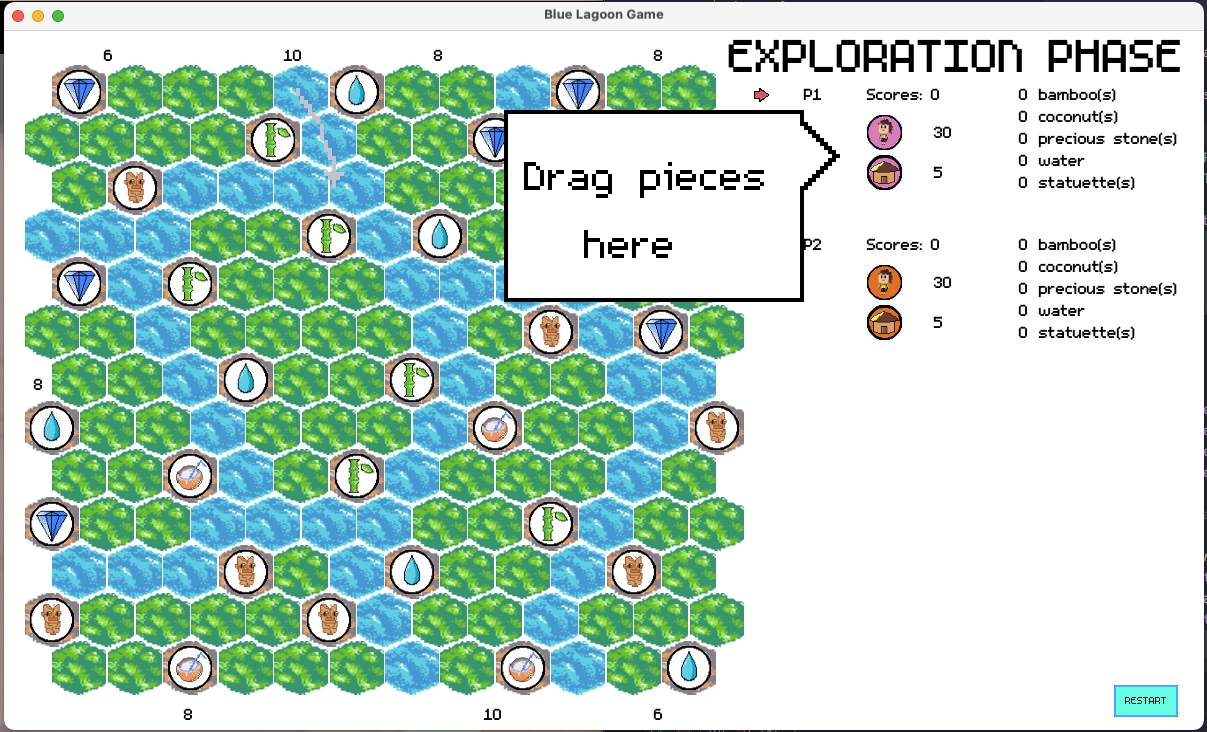 Blue Lagoon Game
EXPLORATION PHASE
6 10 8 8
P1 Scores: 0 0 bamboo(s)
0 coconut(s)
30 0 precious stone(s)
0 water
5 0 statuette(s)
Drag pieces
here
P2 Scores: 0 0 bamboo(s)
0 coconut(s)
30 0 precious stone(s)
0 water
5 0 statuette(s)
8
8 10 6
RESTART